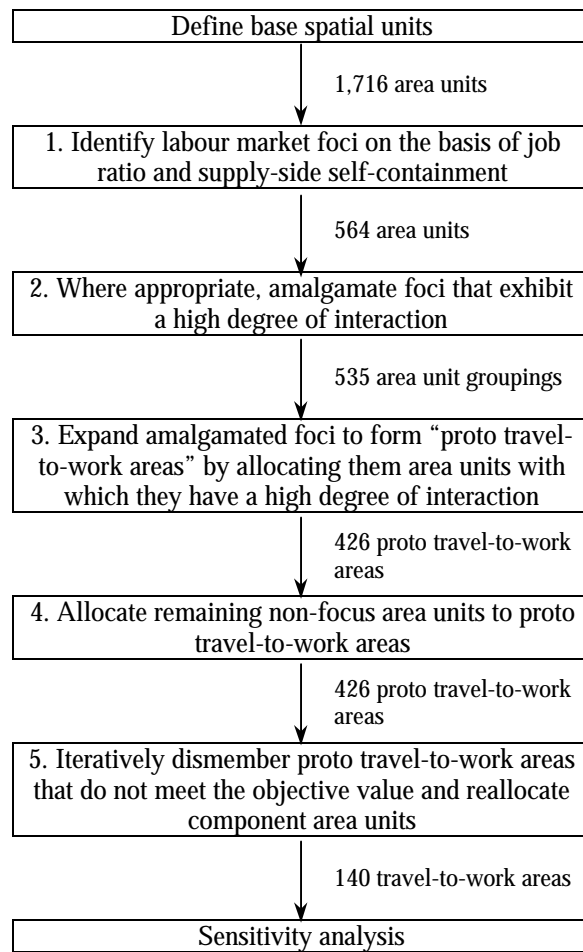 Define base spatial units
1,716 area units
1. Identify labour market foci on the basis of job
ratio and supply-side self-containment
564 area units
2. Where appropriate, amalgamate foci that exhibit
a high degree of interaction
535 area unit groupings
3. Expand amalgamated foci to form “proto travel-
to-work areas” by allocating them area units with
which they have a high degree of interaction
426 proto travel-to-work
areas
4. Allocate remaining non-focus area units to proto
travel-to-work areas
426 proto travel-to-work
areas
5. Iteratively dismember proto travel-to-work areas
that do not meet the objective value and reallocate
component area units
140 travel-to-work areas
Sensitivity analysis